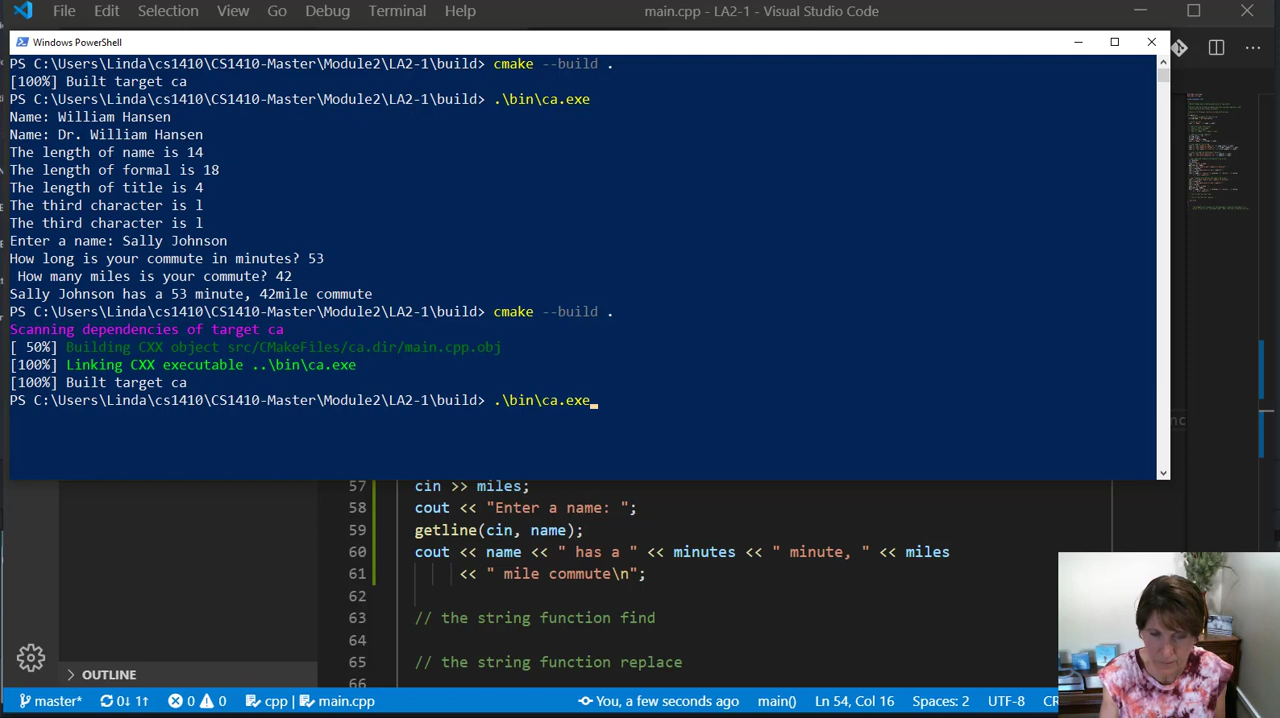 File Edit Selection View Go Debug Terminal Help main.cpp - LA2-1 - Visual Studio Code
Windows PowerShell
PS C:\Users\Linda\cs1410\CS1410-Master\Module2\LA2-1\build> cmake --build .
[100%] Built target ca
PS C:\Users\Linda\cs1410\CS1410-Master\Module2\LA2-1\build> .\bin\ca.exe
Name: William Hansen
Name: Dr. William Hansen
The length of name is 14
The length of formal is 18
The length of title is 4
The third character is l
The third character is l
Enter a name: Sally Johnson
How long is your commute in minutes? 53
How many miles is your commute? 42
Sally Johnson has a 53 minute, 42mile commute
PS C:\Users\Linda\cs1410\CS1410-Master\Module2\LA2-1\build> cmake --build .
Scanning dependencies of target ca
[ 50%] Building CXX object src/CMakeFiles/ca.dir/main.cpp.obj
[100%] Linking CXX executable ..\bin\ca.exe
[100%] Built target ca
PS C:\Users\Linda\cs1410\CS1410-Master\Module2\LA2-1\build> .\bin\ca.exe
57 cin >> miles;
58 cout << "Enter a name: ";
59 getline(cin, name);
60 cout << name << " has a " << minutes << " minute, " << miles
61 << " mile commute\n";
62
63 // the string function find
64
65 // the string function replace
66
OUTLINE
master* 0↓ 1↑ 0 0 cpp | main.cpp You, a few seconds ago main() Ln 54, Col 16 Spaces: 2 UTF-8 CR